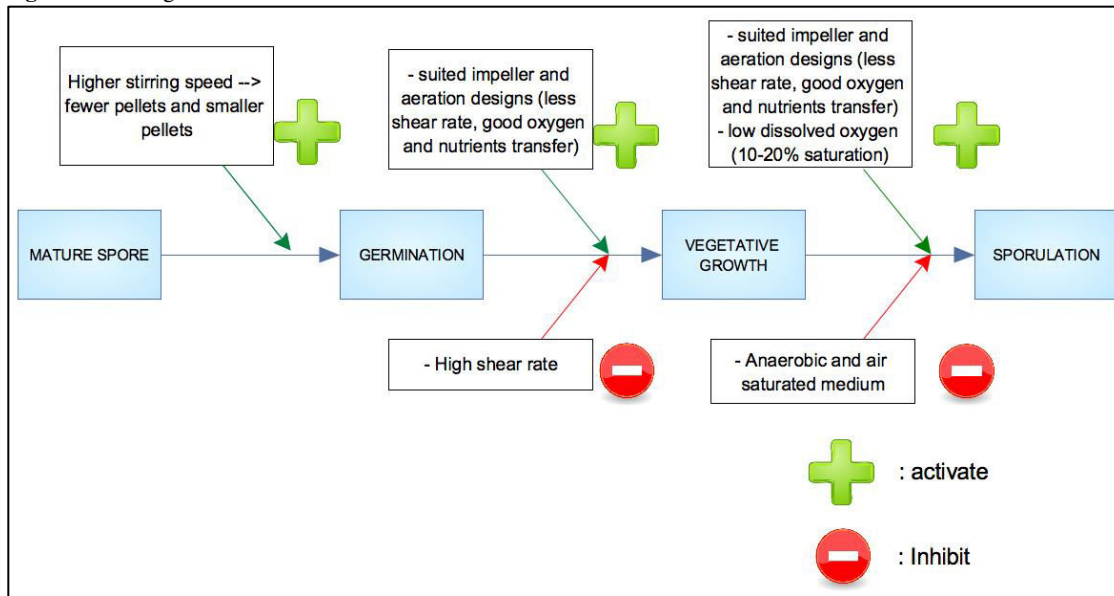 Higher stirring speed -->
fewer pellets and smaller
pellets
- suited impeller and
aeration designs (less
shear rate, good oxygen
and nutrients transfer)
- suited impeller and
aeration designs (less
shear rate, good oxygen
and nutrients transfer)
- low dissolved oxygen
(10-20% saturation)
MATURE SPORE
GERMINATION
VEGETATIVE
GROWTH
SPORULATION
- High shear rate
- Anaerobic and air
saturated medium
: activate
: Inhibit